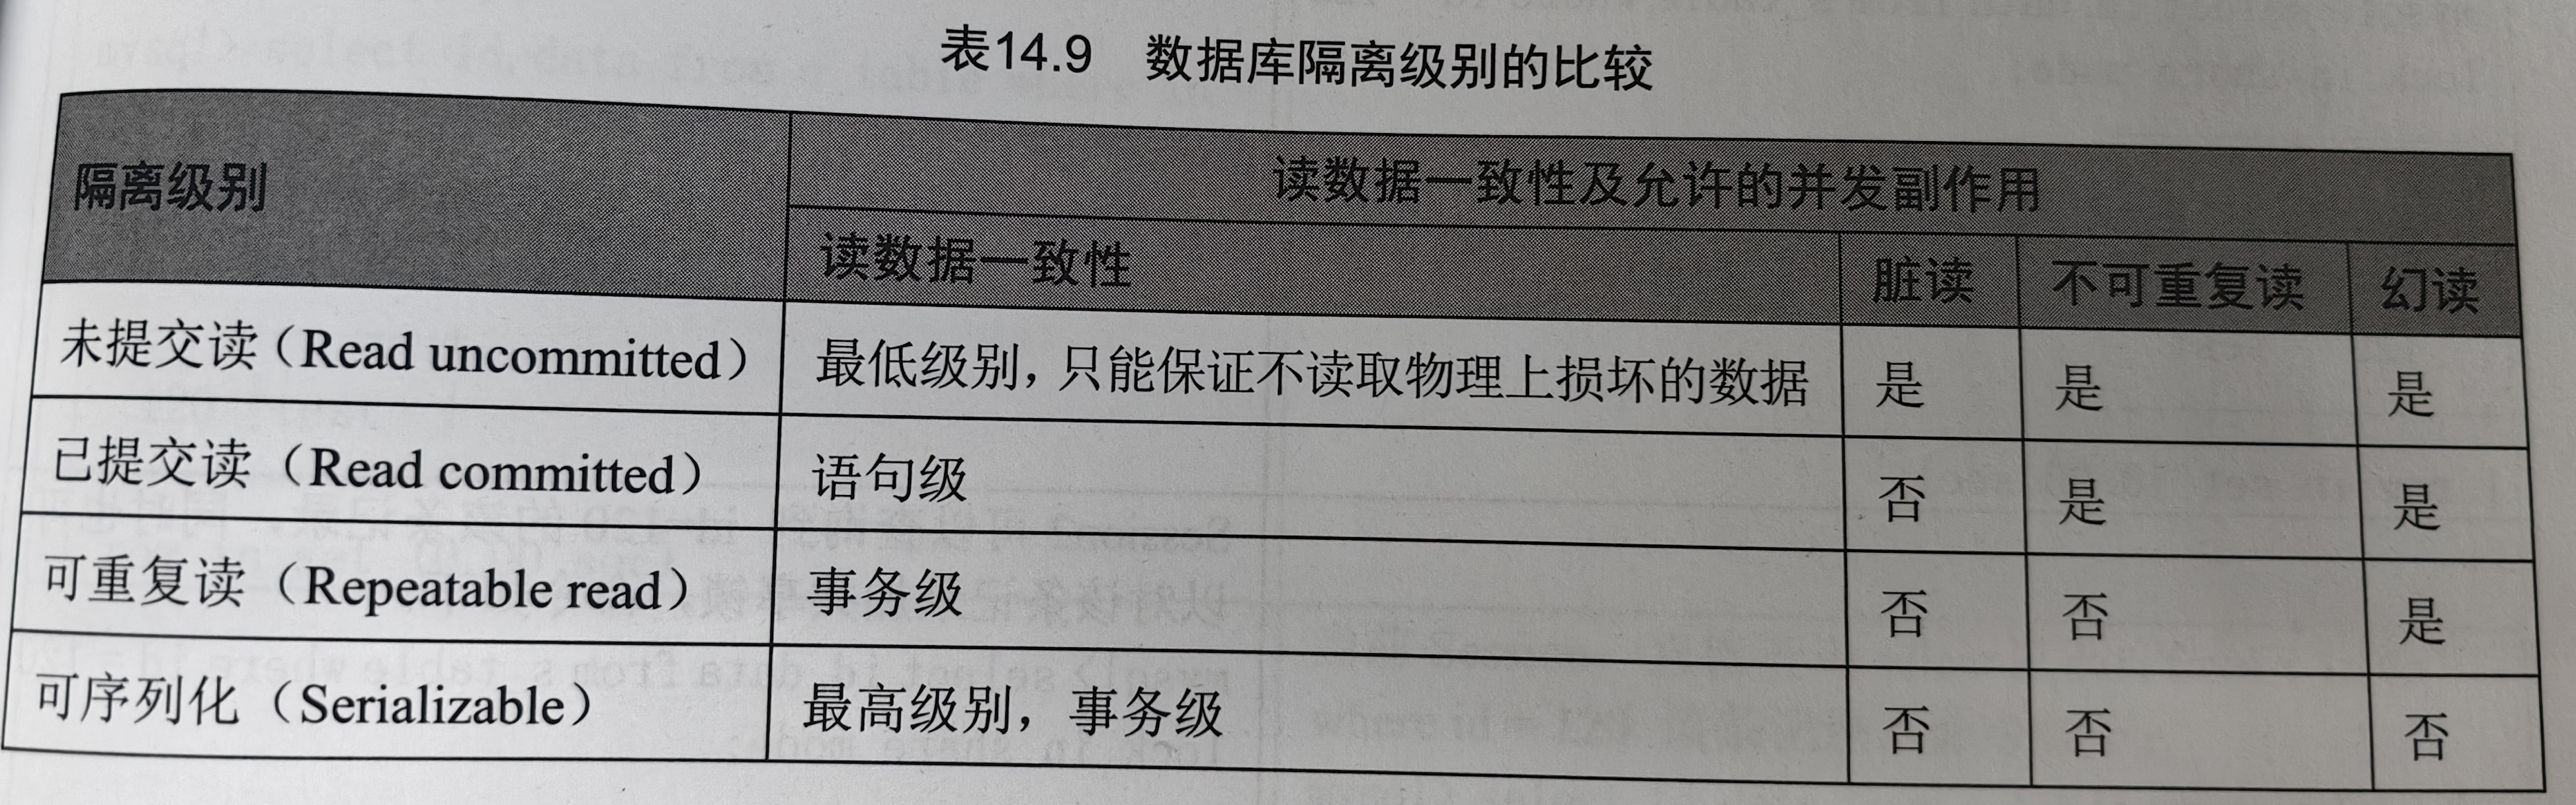 表14.9 数据库隔离级别的比较
隔离级别 读数据一致性及允许的并发副作用
读数据一致性 脏读 不可重复读 幻读
未提交读（Read uncommitted） 最低级别，只能保证不读取物理上损坏的数据 是 是 是
已提交读（Read committed） 语句级 否 是 是
可重复读（Repeatable read） 事务级 否 否 是
可序列化（Serializable） 最高级别，事务级 否 否 否